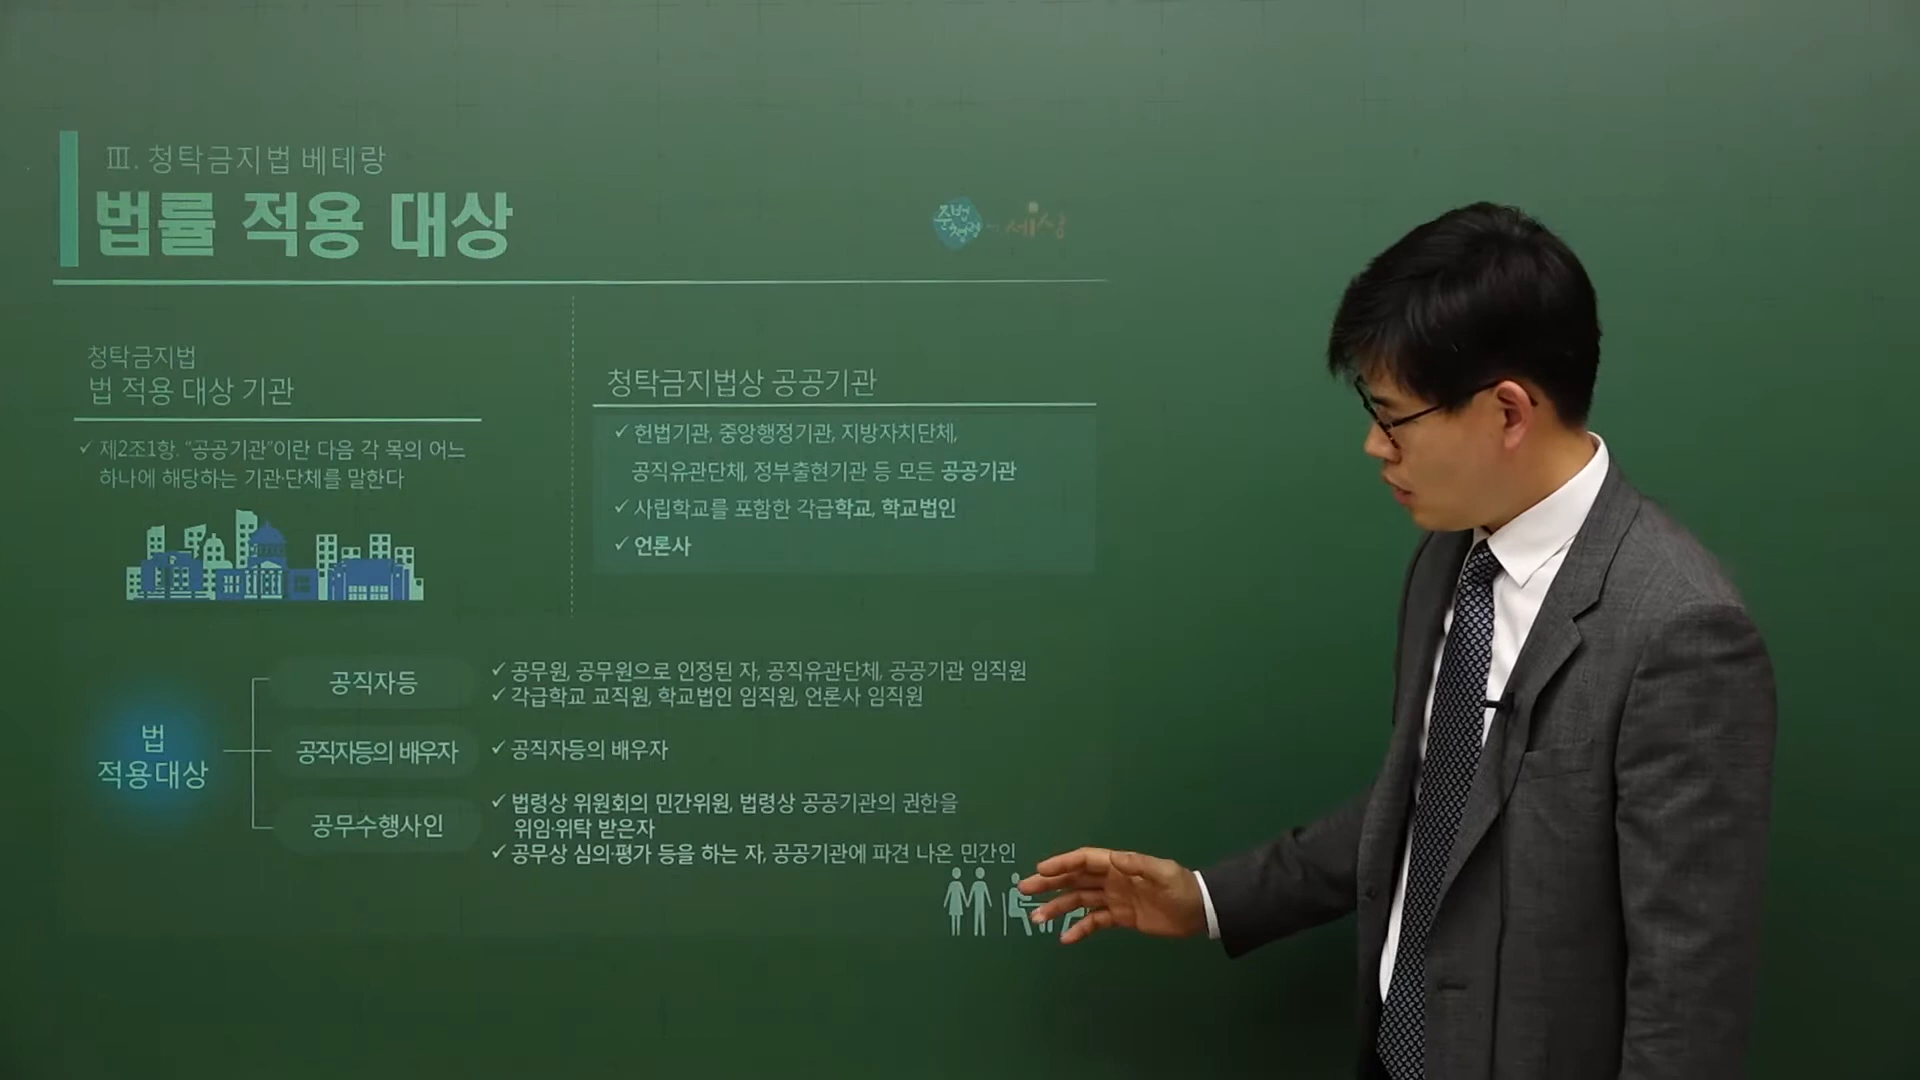 Ⅲ. 청탁금지법 베테랑
법률 적용 대상
준법
세상
청탁금지법
법 적용 대상 기관
✓ 제2조1항. “공공기관”이란 다음 각 목의 어느
하나에 해당하는 기관·단체를 말한다
청탁금지법상 공공기관
✓ 헌법기관, 중앙행정기관, 지방자치단체,
공직유관단체, 정부출현기관 등 모든 공공기관
✓ 사립학교를 포함한 각급학교, 학교법인
✓ 언론사
법
적용대상
공직자등
✓ 공무원, 공무원으로 인정된 자, 공직유관단체, 공공기관 임직원
✓ 각급학교 교직원, 학교법인 임직원, 언론사 임직원
공직자등의 배우자
✓ 공직자등의 배우자
공무수행사인
✓ 법령상 위원회의 민간위원, 법령상 공공기관의 권한을
위임·위탁 받은자
✓ 공무상 심의·평가 등을 하는 자, 공공기관에 파견 나온 민간인